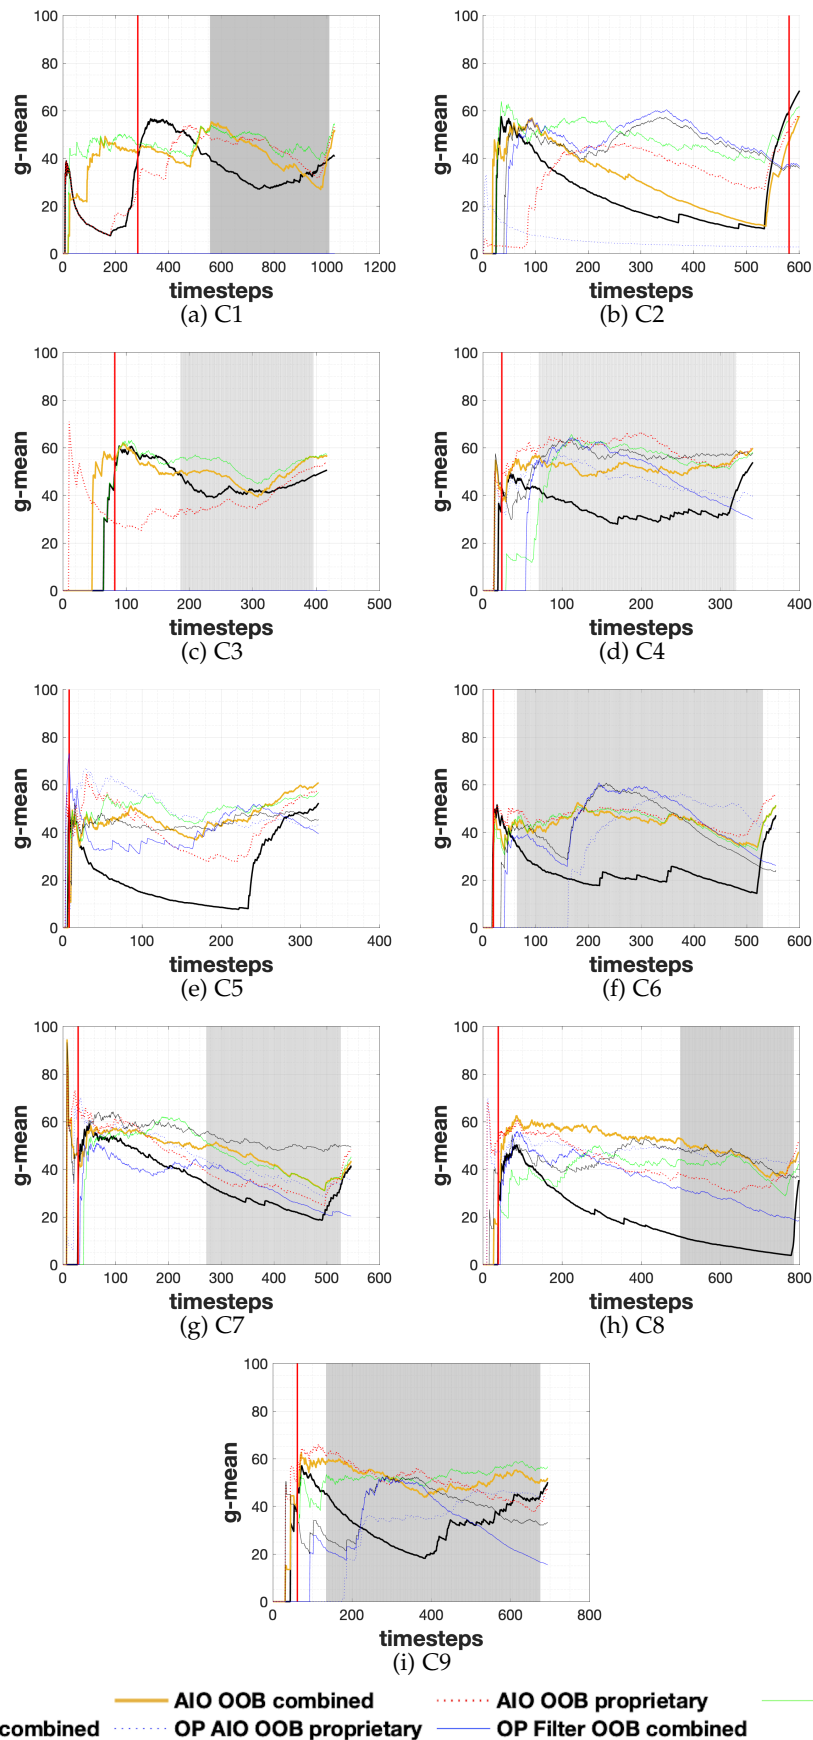 100
80
60
40
20
0
g-mean
0 200 400 600 800 1000 1200
timesteps
(a) C1
100
80
60
40
20
0
g-mean
0 100 200 300 400 500 600
timesteps
(b) C2
100
80
60
40
20
0
g-mean
0 100 200 300 400 500
timesteps
(c) C3
100
80
60
40
20
0
g-mean
0 100 200 300 400
timesteps
(d) C4
100
80
60
40
20
0
g-mean
0 100 200 300 400
timesteps
(e) C5
100
80
60
40
20
0
g-mean
0 100 200 300 400 500 600
timesteps
(f) C6
100
80
60
40
20
0
g-mean
0 100 200 300 400 500 600
timesteps
(g) C7
100
80
60
40
20
0
g-mean
0 200 400 600 800
timesteps
(h) C8
100
80
60
40
20
0
g-mean
0 200 400 600 800
timesteps
(i) C9
AIO OOB combined AIO OOB proprietary
combined OP AIO OOB proprietary OP Filter OOB combined